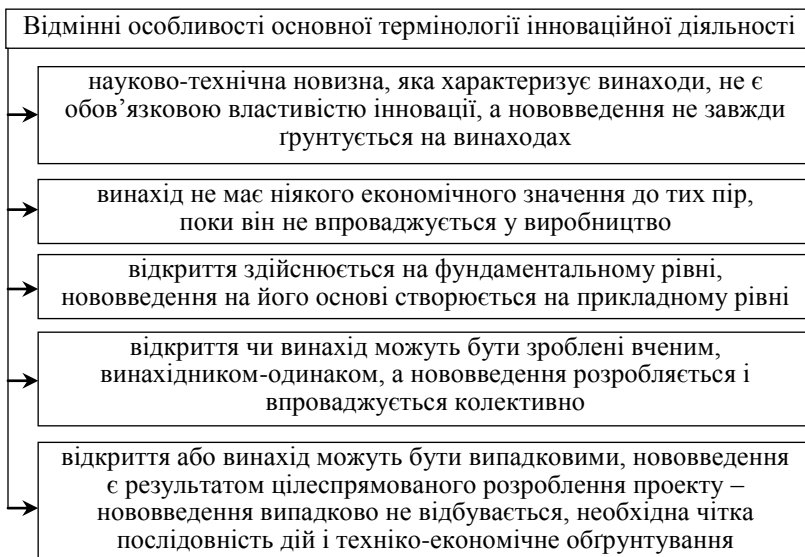 Відмінні особливості основної термінології інноваційної діяльності
науково-технічна новизна, яка характеризує винаходи, не є
обов’язковою властивістю інновації, а нововведення не завжди
ґрунтується на винаходах
винахід не має ніякого економічного значення до тих пір,
поки він не впроваджується у виробництво
відкриття здійснюється на фундаментальному рівні,
нововведення на його основі створюється на прикладному рівні
відкриття чи винахід можуть бути зроблені вченим,
винахідником-одинаком, а нововведення розробляється і
впроваджується колективно
відкриття або винахід можуть бути випадковими, нововведення
є результатом цілеспрямованого розроблення проекту –
нововведення випадково не відбувається, необхідна чітка
послідовність дій і техніко-економічне обґрунтування